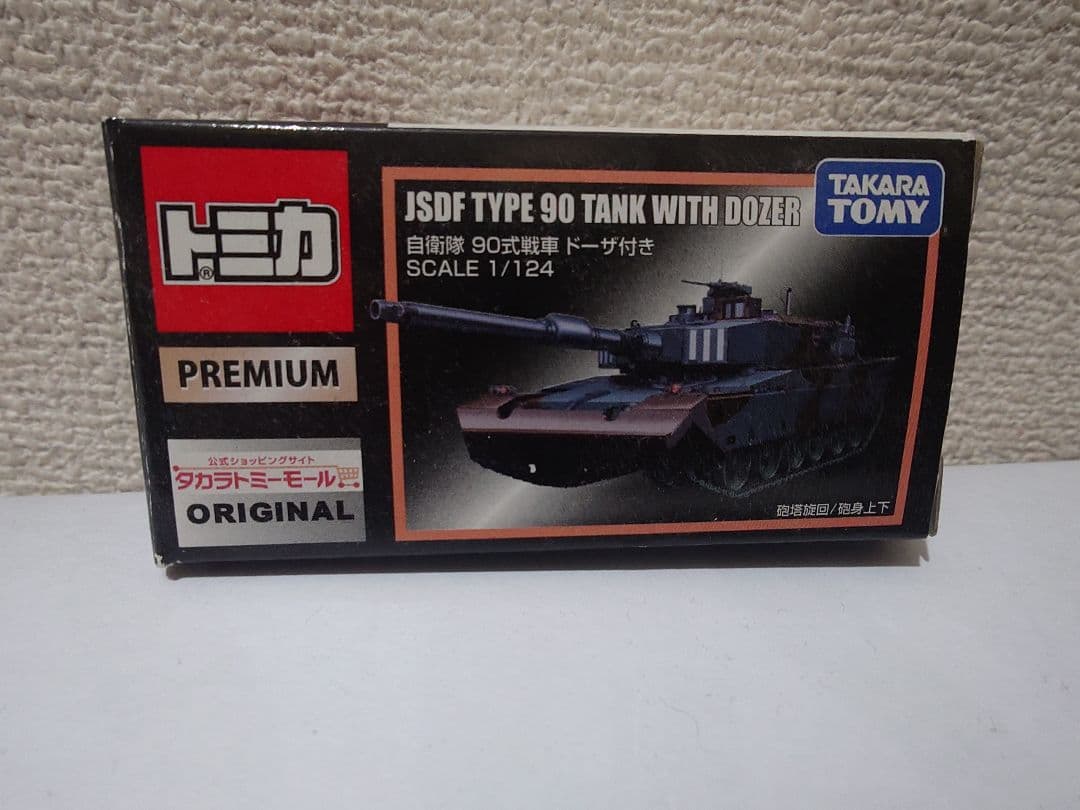 トミカ
®
PREMIUM
公式ショッピングサイト
タカラトミーモール
ORIGINAL
JSDF TYPE 90 TANK WITH DOZER
自衛隊 90式戦車 ドーザ付き
SCALE 1/124
TAKARA
TOMY
砲塔旋回/砲身上下